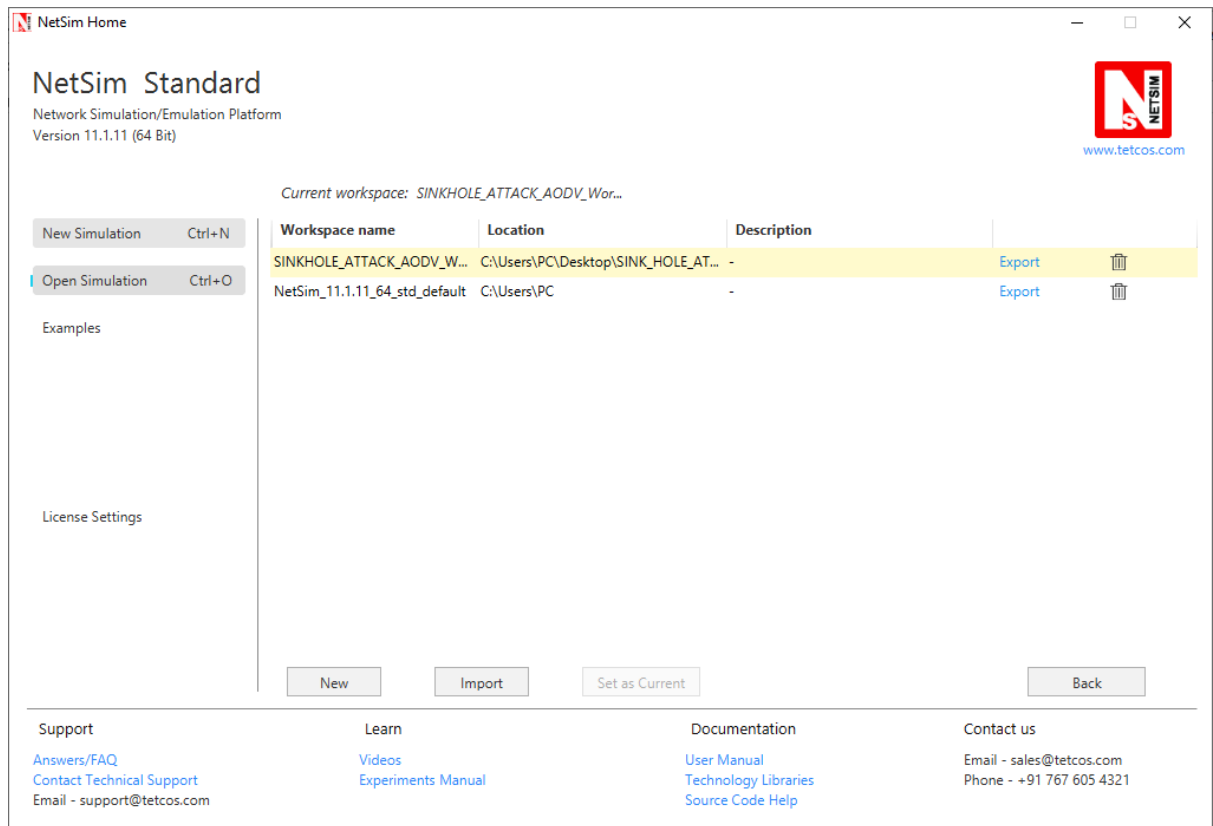 NetSim Home
NetSim Standard
Network Simulation/Emulation Platform
Version 11.1.11 (64 Bit)
N
S
NETSIM
www.tetcos.com
Current workspace: SINKHOLE_ATTACK_AODV_Wor...
New Simulation Ctrl+N
Open Simulation Ctrl+O
Examples
License Settings
Workspace name Location Description
SINKHOLE_ATTACK_AODV_W... C:\Users\PC\Desktop\SINK_HOLE_AT... - Export
NetSim_11.1.11_64_std_default C:\Users\PC - Export
New Import Set as Current Back
Support Learn Documentation Contact us
Answers/FAQ Videos User Manual Email - sales@tetcos.com
Contact Technical Support Experiments Manual Technology Libraries Phone - +91 767 605 4321
Email - support@tetcos.com Source Code Help